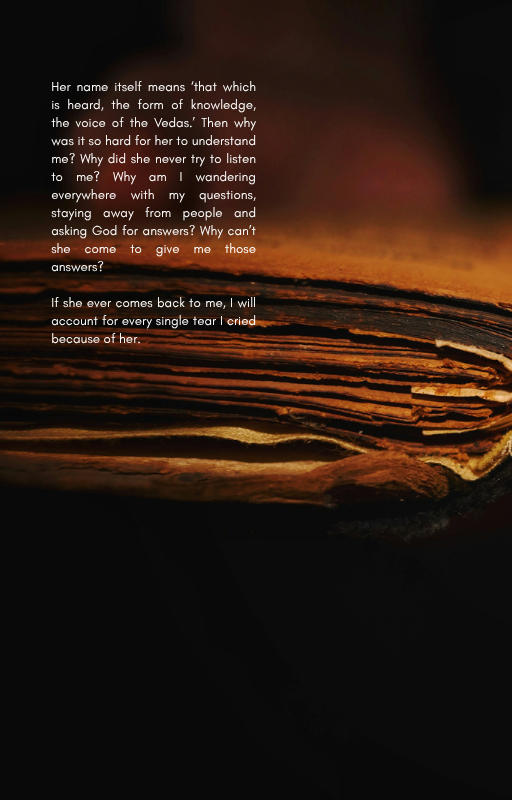 Her name itself means ‘that which
is heard, the form of knowledge,
the voice of the Vedas.’ Then why
was it so hard for her to understand
me? Why did she never try to listen
to me? Why am I wandering
everywhere with my questions,
staying away from people and
asking God for answers? Why can’t
she come to give me those
answers?
If she ever comes back to me, I will
account for every single tear I cried
because of her.